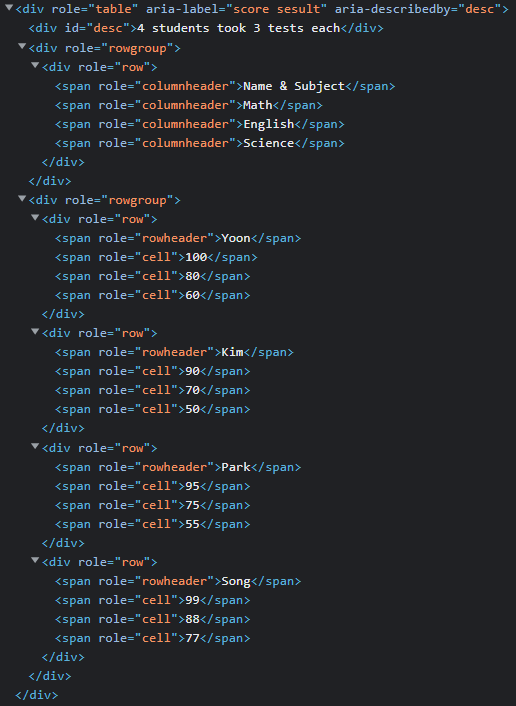 <div role="table" aria-label="score sesult" aria-describedby="desc">
<div id="desc">4 students took 3 tests each</div>
<div role="rowgroup">
<div role="row">
<span role="columnheader">Name & Subject</span>
<span role="columnheader">Math</span>
<span role="columnheader">English</span>
<span role="columnheader">Science</span>
</div>
</div>
<div role="rowgroup">
<div role="row">
<span role="rowheader">Yoon</span>
<span role="cell">100</span>
<span role="cell">80</span>
<span role="cell">60</span>
</div>
<div role="row">
<span role="rowheader">Kim</span>
<span role="cell">90</span>
<span role="cell">70</span>
<span role="cell">50</span>
</div>
<div role="row">
<span role="rowheader">Park</span>
<span role="cell">95</span>
<span role="cell">75</span>
<span role="cell">55</span>
</div>
<div role="row">
<span role="rowheader">Song</span>
<span role="cell">99</span>
<span role="cell">88</span>
<span role="cell">77</span>
</div>
</div>
</div>